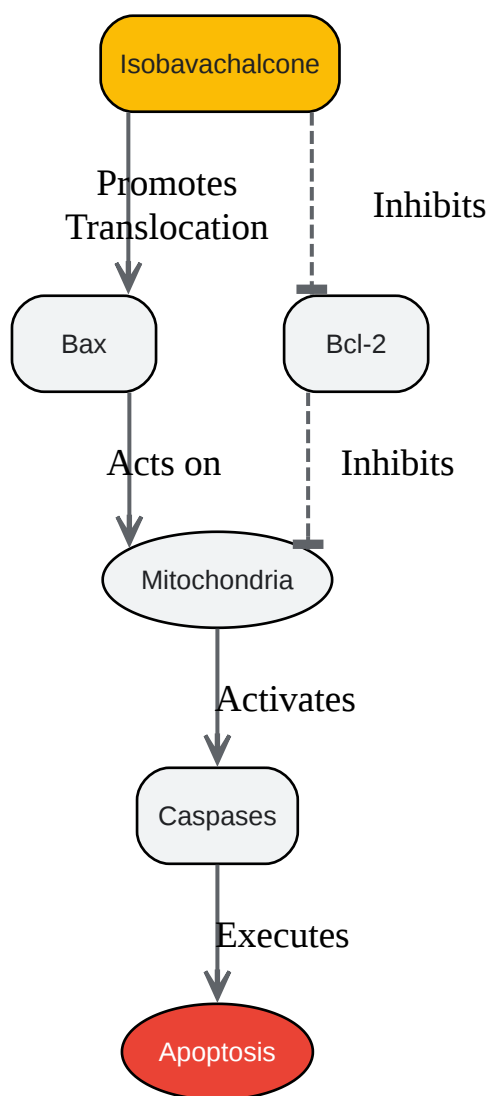 Isobavachalcone
Promotes
Translocation
Inhibits
Bax
Bcl-2
Acts on
Inhibits
Mitochondria
Activates
Caspases
Executes
Apoptosis